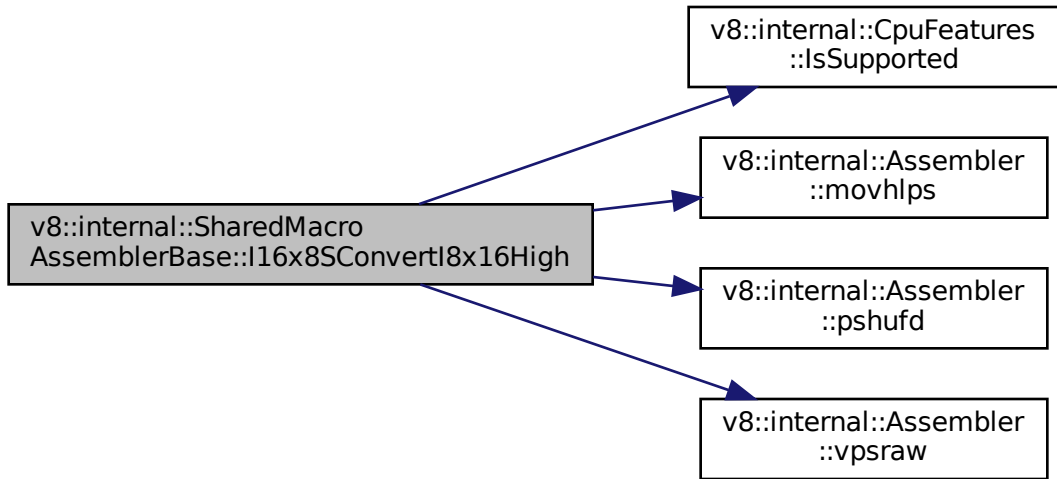 v8::internal::CpuFeatures
::IsSupported
v8::internal::Assembler
::movhlps
v8::internal::SharedMacro
AssemblerBase::I16x8SConvertI8x16High
v8::internal::Assembler
::pshufd
v8::internal::Assembler
::vpsraw